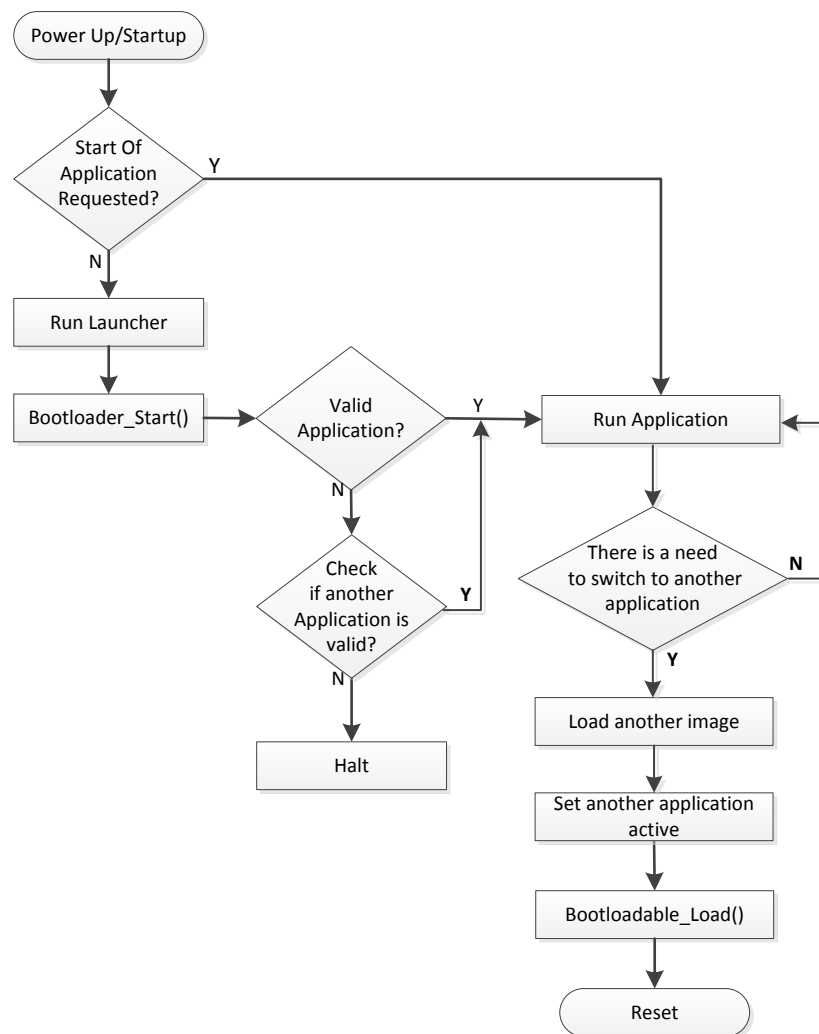 Power Up/Startup
Start Of
Application
Requested?
Y
N
Run Launcher
Bootloader_Start()
Valid
Application?
Y
N
Check
if another
Application is
valid?
Y
N
Halt
Run Application
There is a need
to switch to another
application
N
Y
Load another image
Set another application
active
Bootloadable_Load()
Reset